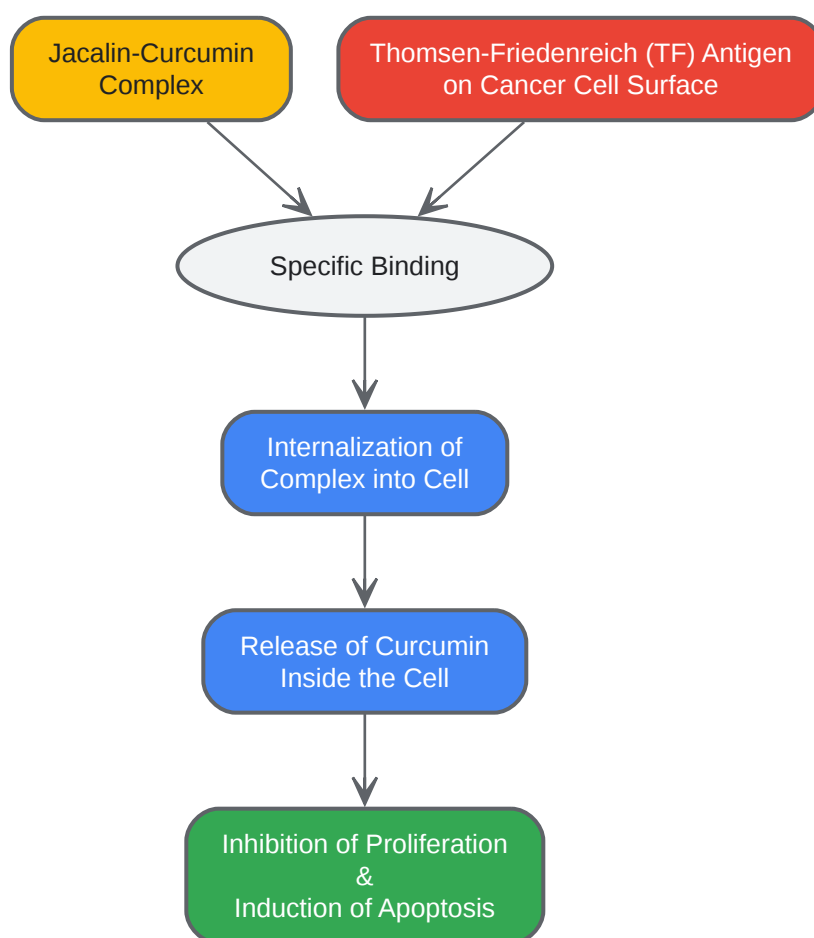 Jacalin-Curcumin
Complex
Thomsen-Friedenreich (TF) Antigen
on Cancer Cell Surface
Specific Binding
Internalization of
Complex into Cell
Release of Curcumin
Inside the Cell
Inhibition of Proliferation
&
Induction of Apoptosis